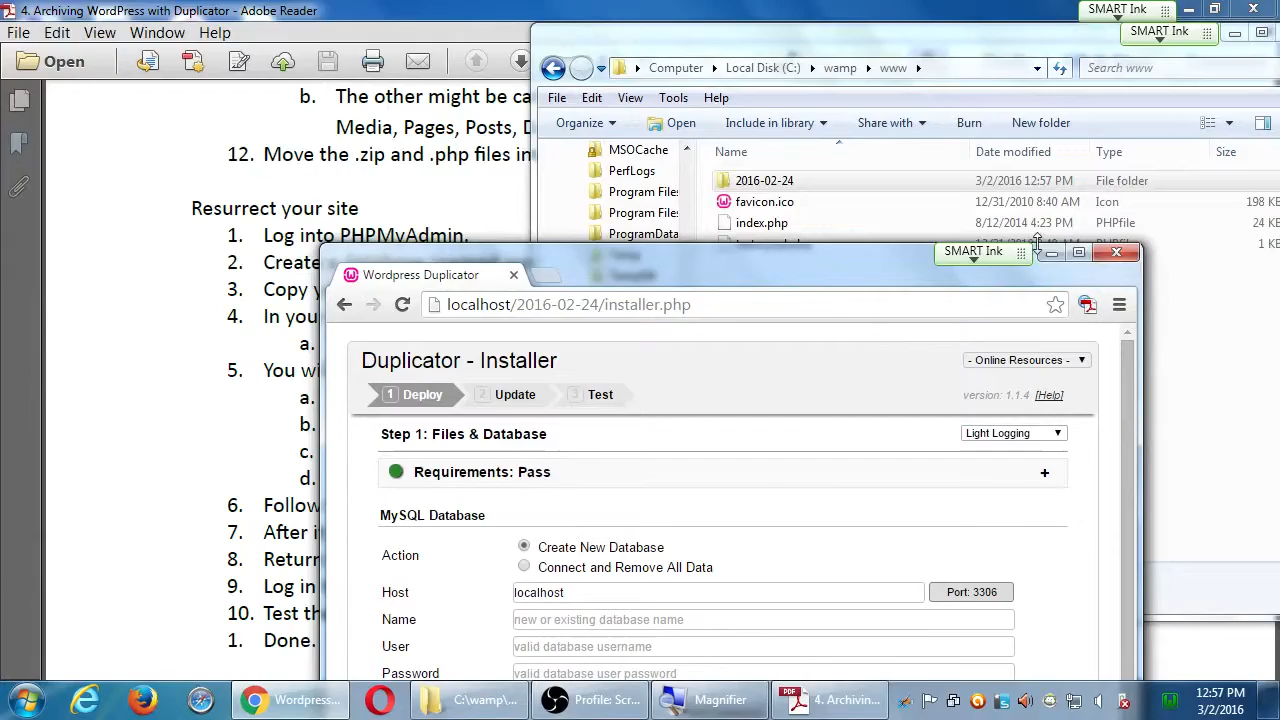 4. Archiving WordPress with Duplicator - Adobe Reader
SMART Ink
SMART Ink
File Edit View Window Help
Open
b. The other might be ca
Media, Pages, Posts, D
12. Move the .zip and .php files in
Resurrect your site
1. Log into PHPMyAdmin.
2. Create
3. Copy y
4. In you
a.
5. You wi
a.
b.
c.
d.
6. Follow
7. After i
8. Return
9. Log in
10. Test th
1. Done.
Computer Local Disk (C:) wamp www
Search www
File Edit View Tools Help
Organize Open Include in library Share with Burn New folder
MSOCache
PerfLogs
Program Files
Program Files
ProgramData
Name Date modified Type Size
2016-02-24 3/2/2016 12:57 PM File folder
favicon.ico 12/31/2010 8:40 AM Icon 198 KB
index.php 8/12/2014 4:23 PM PHPfile 24 KB
1 KB
SMART Ink
Wordpress Duplicator
localhost/2016-02-24/installer.php
Duplicator - Installer
- Online Resources -
1 Deploy 2 Update 3 Test
version: 1.1.4 [Help]
Step 1: Files & Database
Light Logging
Requirements: Pass +
MySQL Database
Action
Create New Database
Connect and Remove All Data
Host localhost Port: 3306
Name new or existing database name
User valid database username
Password valid database user password
Wordpress...
C:\wamp\...
Profile: Scr...
Magnifier
PDF
4. Archivin...
12:57 PM
3/2/2016